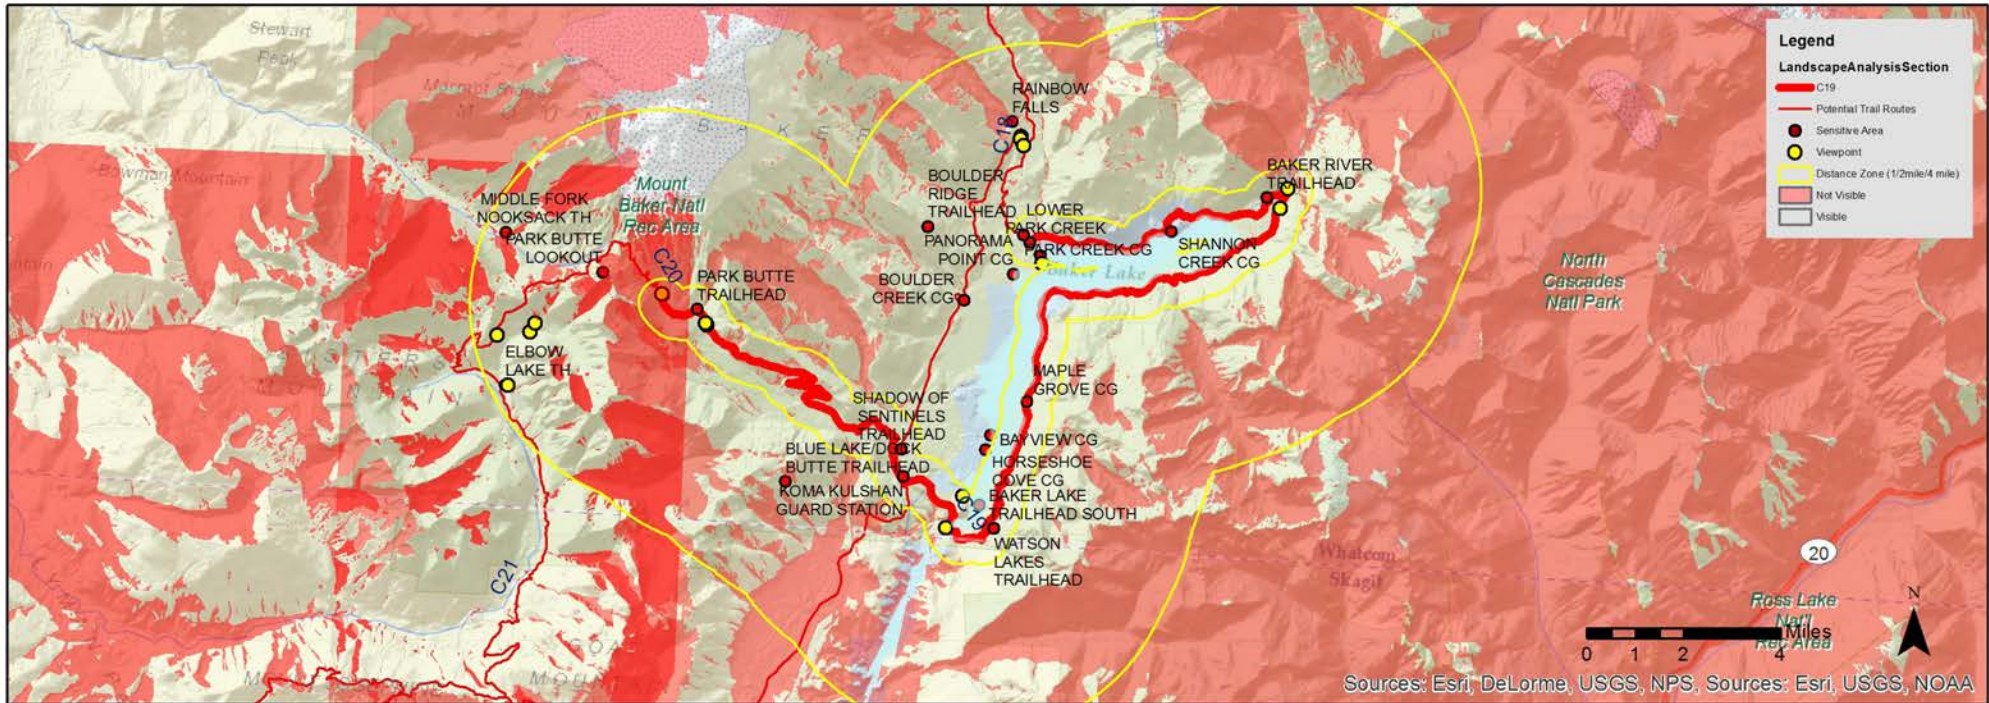 Stewart
Peak
Marmot Ridge
M O U N
B A K E R
Bowman Mountain
Mount
Baker Natl
Rec Area
MIDDLE FORK
NOOKSACK TH
PARK BUTTE
LOOKOUT
C20
PARK BUTTE
TRAILHEAD
ELBOW
LAKE TH
SISTERS
C21
RAINBOW
FALLS
C18
BOULDER
RIDGE
TRAILHEAD
LOWER
PARK CREEK
PANORAMA
POINT CG
PARK CREEK CG
BOULDER
CREEK CG
Baker Lake
SHANNON
CREEK CG
BAKER RIVER
TRAILHEAD
MAPLE
GROVE CG
SHADOW OF
SENTINELS
TRAILHEAD
BLUE LAKE/DOCK
BUTTE TRAILHEAD
KOMA KULSHAN
GUARD STATION
BAYVIEW CG
HORSESHOE
COVE CG
C19
BAKER LAKE
TRAILHEAD SOUTH
WATSON
LAKES
TRAILHEAD
North
Cascades
Natl Park
Whatcom
Skagit
20
Ross Lake
Nat'l
Rec Area
Legend
LandscapeAnalysisSection
C19
Potential Trail Routes
Sensitive Area
Viewpoint
Distance Zone (1/2mile/4 mile)
Not Visible
Visible
N
Miles
0 1 2 4
Sources: Esri, DeLorme, USGS, NPS, Sources: Esri, USGS, NOAA